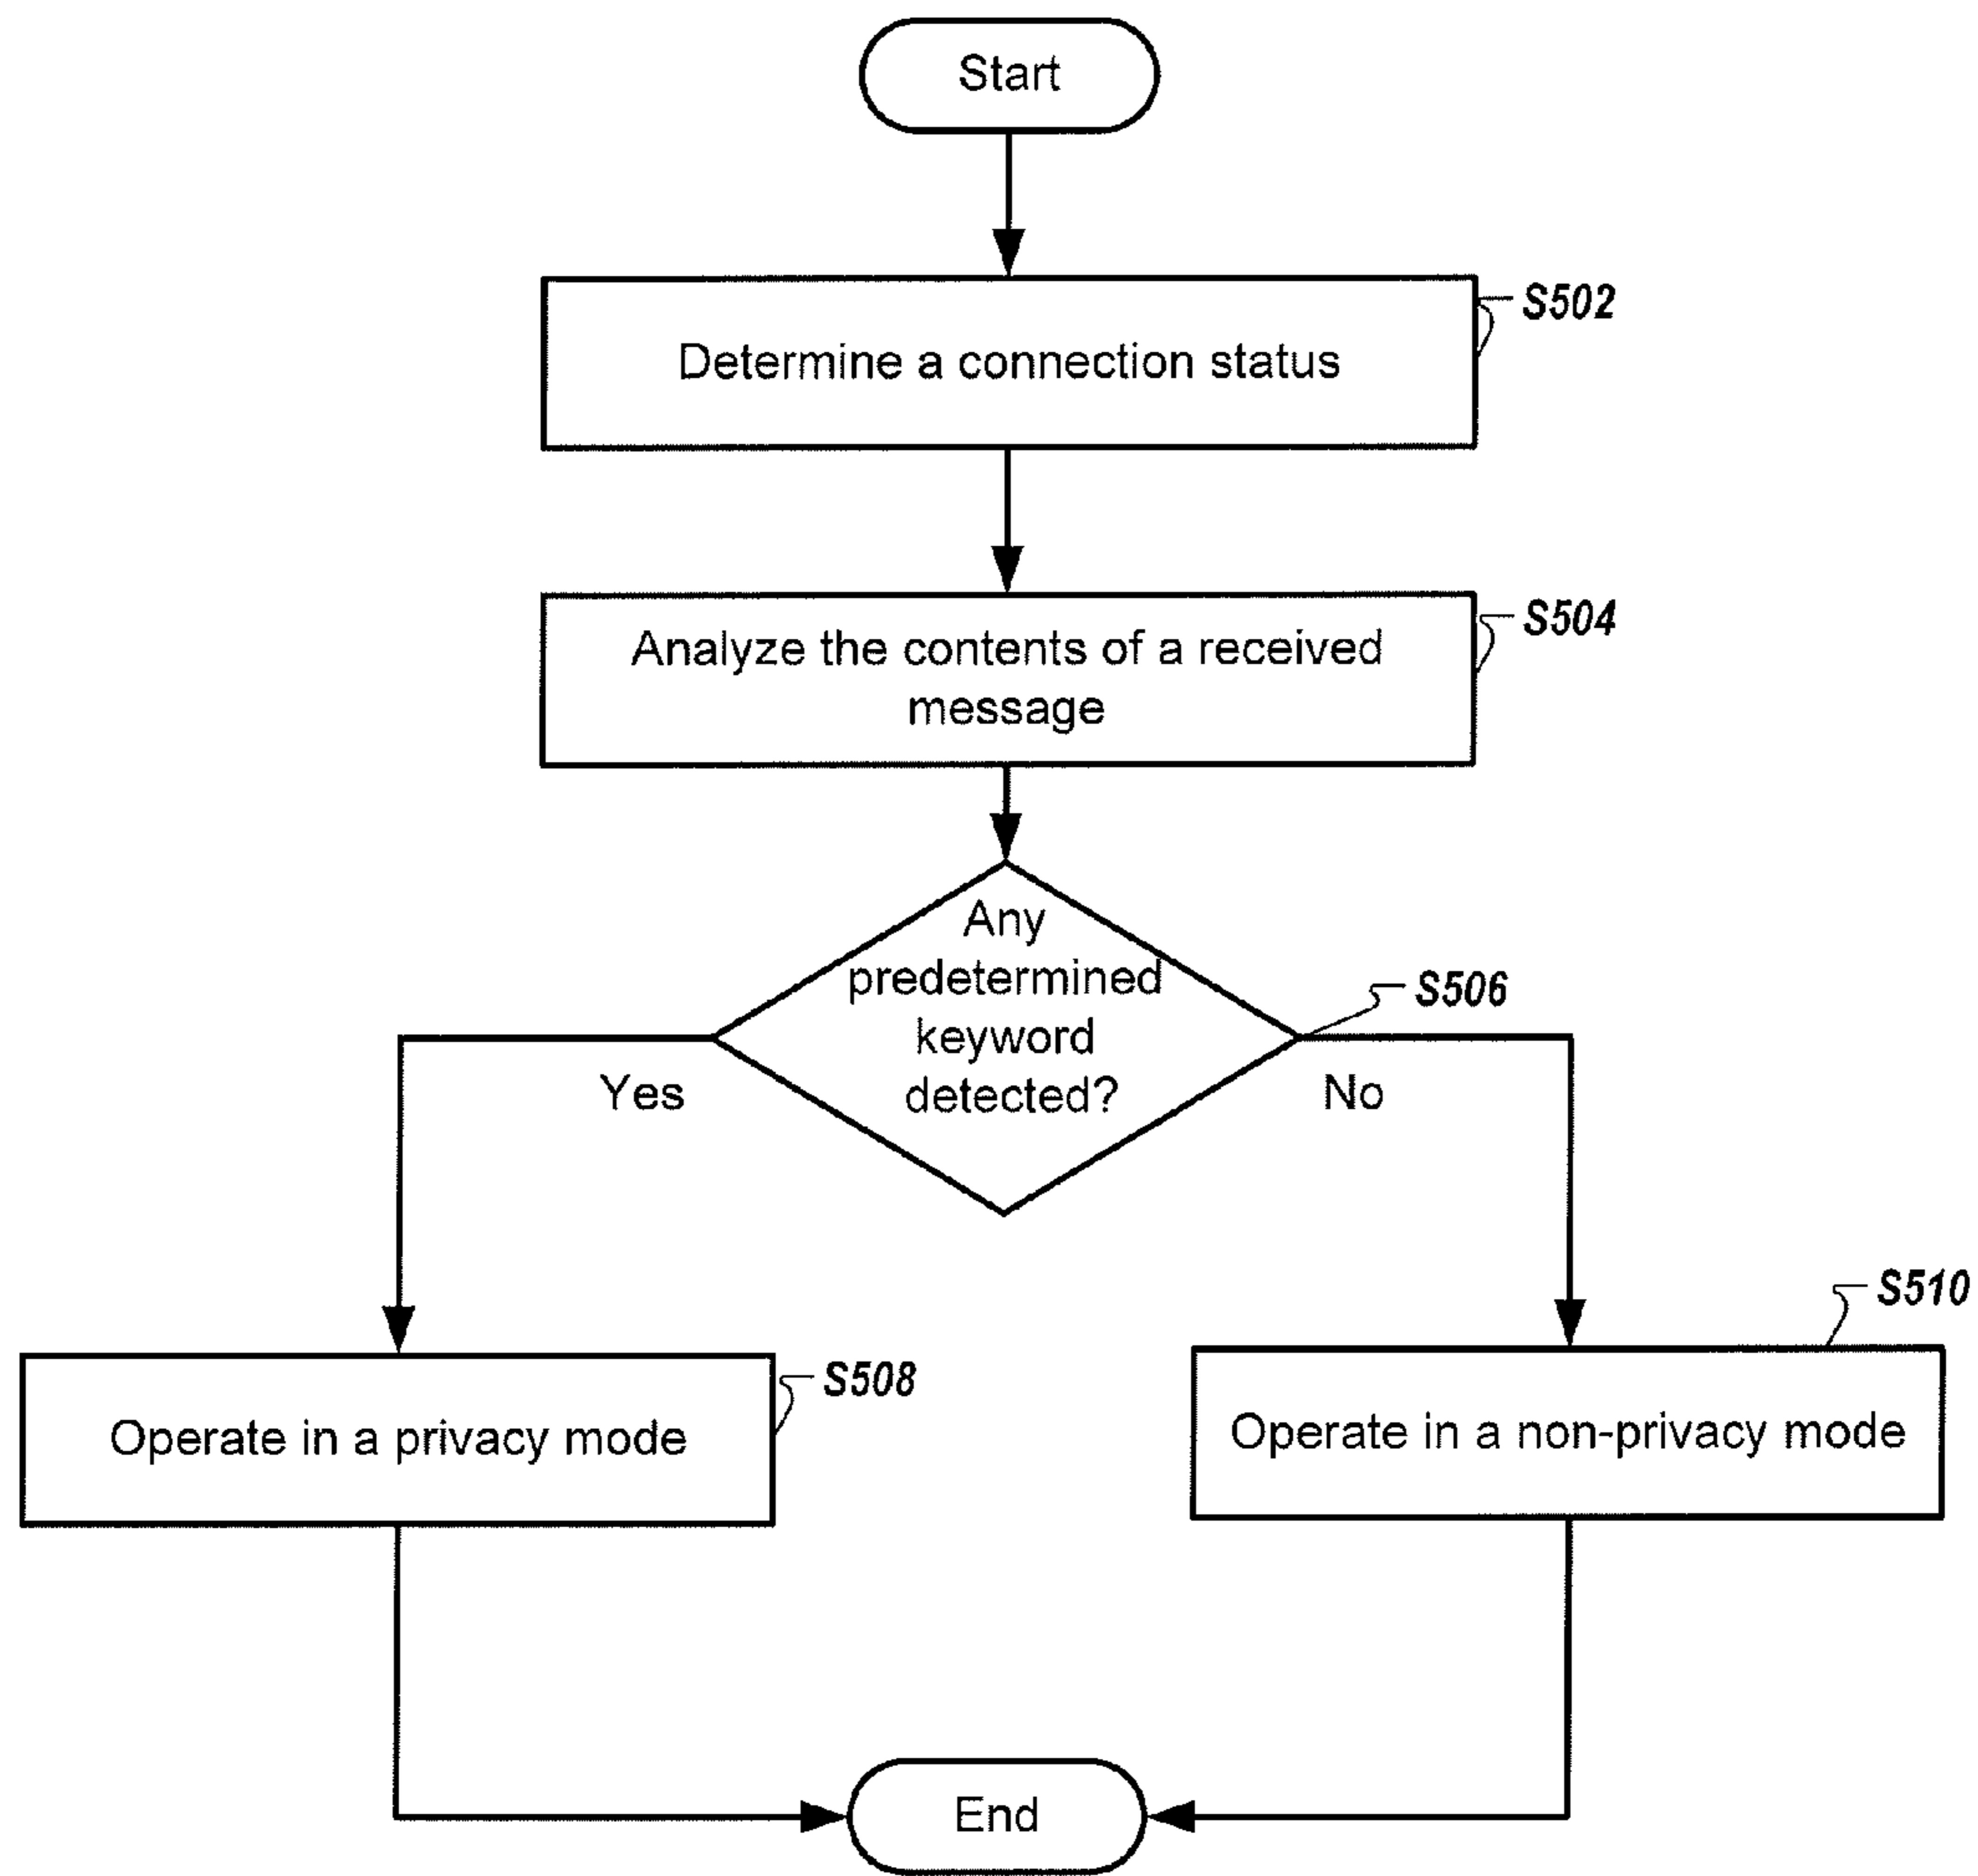 Start
S502
Determine a connection status
S504
Analyze the contents of a received
message
Any
predetermined
keyword
detected?
S506
Yes
No
S510
S508
Operate in a privacy mode
Operate in a non-privacy mode
End